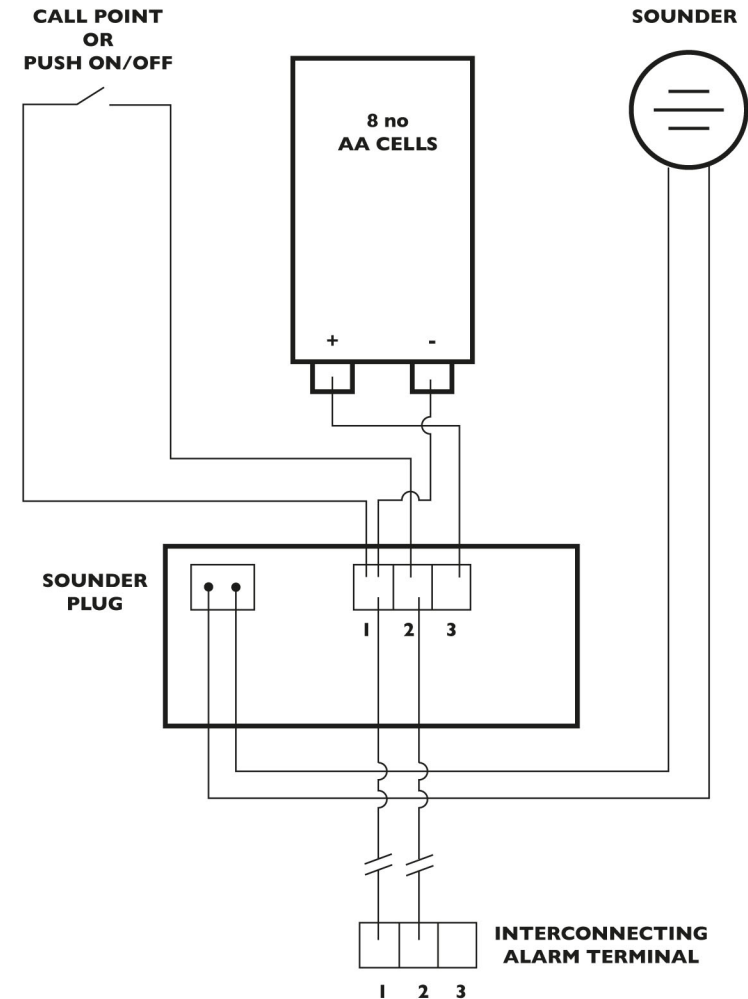 CALL POINT
OR
PUSH ON/OFF
SOUNDER
8 no
AA CELLS
+ -
SOUNDER
PLUG
1 2 3
INTERCONNECTING
ALARM TERMINAL
1 2 3